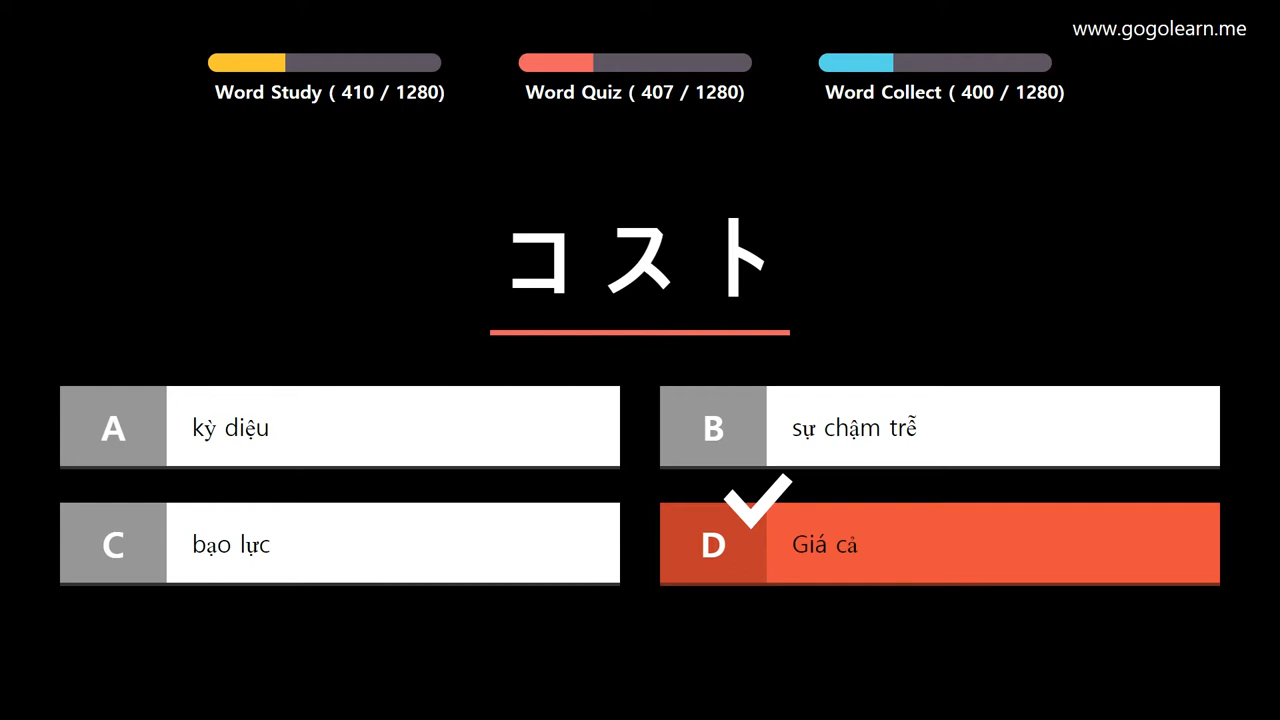 www.gogolearn.me
Word Study ( 410 / 1280)
Word Quiz ( 407 / 1280)
Word Collect ( 400 / 1280)
コスト
A kỳ diệu
B sự chậm trễ
C bạo lực
D Giá cả